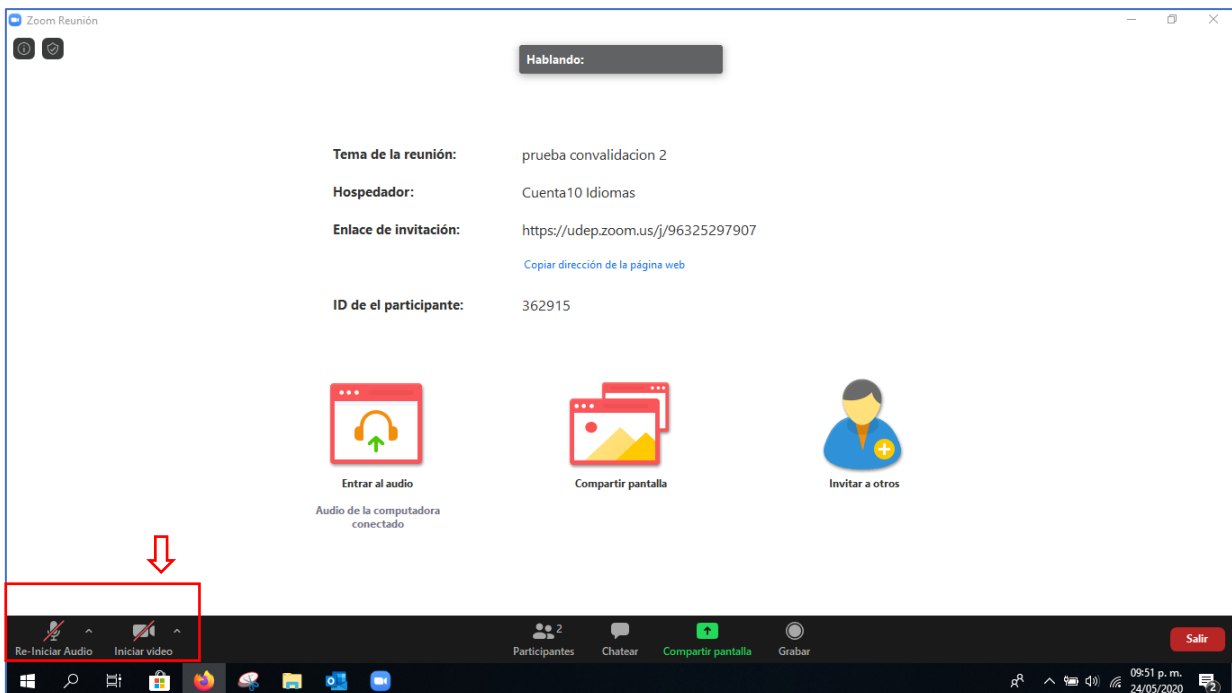 Zoom Reunión
Hablando:
Tema de la reunión: prueba convalidacion 2
Hospedador: Cuenta10 Idiomas
Enlace de invitación: https://udep.zoom.us/j/96325297907
Copiar dirección de la página web
ID de el participante: 362915
Entrar al audio
Compartir pantalla
Invitar a otros
Audio de la computadora
conectado
2
Re-Iniciar Audio
Iniciar video
Participantes
Chatear
Compartir pantalla
Grabar
Salir
09:51 p. m.
24/05/2020
2